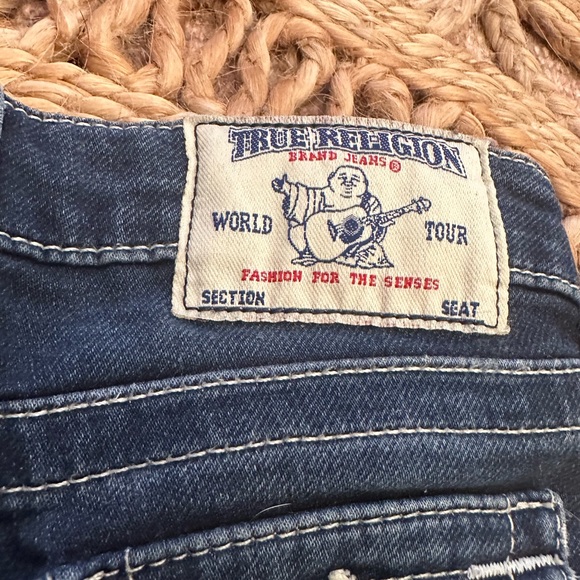 TRUE RELIGION
BRAND JEANS®
WORLD TOUR
FASHION FOR THE SENSES
SECTION SEAT